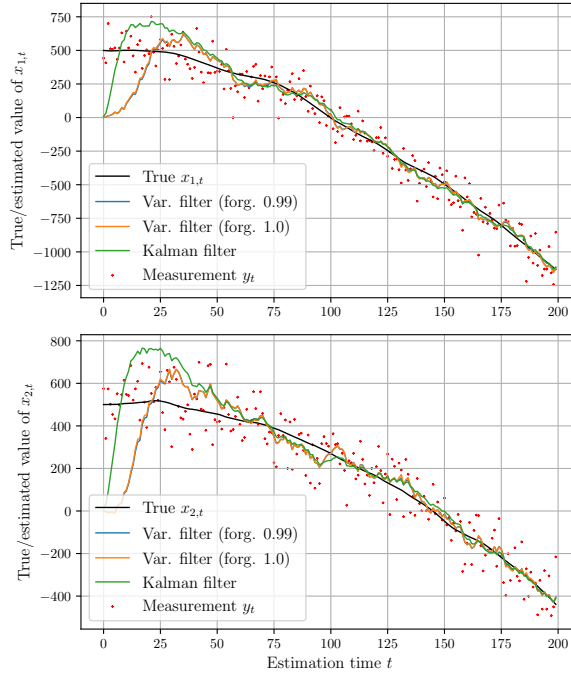 True/estimated value of x1,t
750
500
250
0
−250
−500
−750
−1000
−1250
True x1,t
Var. filter (forg. 0.99)
Var. filter (forg. 1.0)
Kalman filter
Measurement yt
0 25 50 75 100 125 150 175 200
True/estimated value of x2,t
800
600
400
200
0
−200
−400
True x2,t
Var. filter (forg. 0.99)
Var. filter (forg. 1.0)
Kalman filter
Measurement yt
0 25 50 75 100 125 150 175 200
Estimation time t